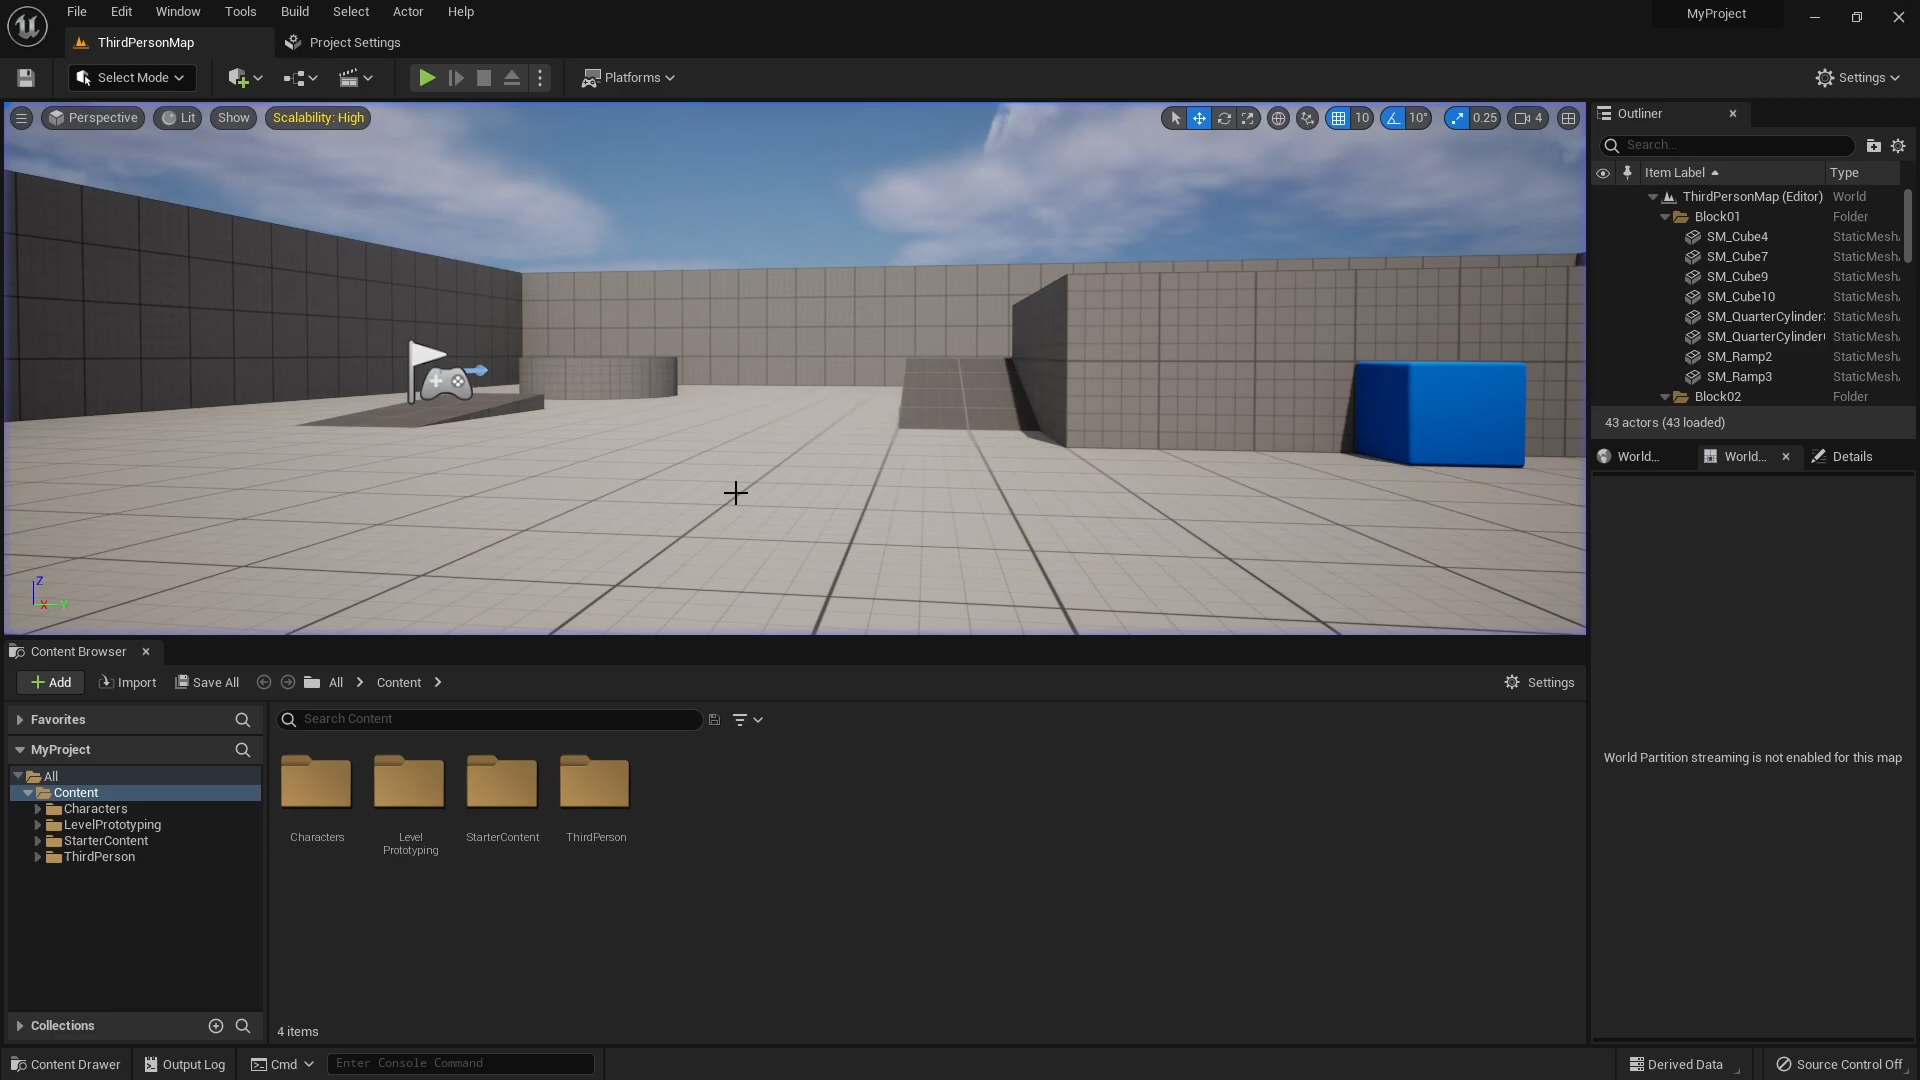 File Edit Window Tools Build Select Actor Help
MyProject
ThirdPersonMap
Project Settings
Select Mode
Platforms
Settings
Perspective
Lit
Show
Scalability: High
10
10°
0.25
4
Outliner
Search...
Item Label
Type
ThirdPersonMap (Editor) World
Block01 Folder
SM_Cube4 StaticMesh
SM_Cube7 StaticMesh
SM_Cube9 StaticMesh
SM_Cube10 StaticMesh
SM_QuarterCylinder StaticMesh
SM_QuarterCylinder StaticMesh
SM_Ramp2 StaticMesh
SM_Ramp3 StaticMesh
Block02 Folder
43 actors (43 loaded)
World...
World...
Details
World Partition streaming is not enabled for this map
Z
X
Y
Content Browser
Add
Import
Save All
All
Content
Settings
Favorites
MyProject
All
Content
Characters
LevelPrototyping
StarterContent
ThirdPerson
Collections
Search Content
Characters
Level
Prototyping
StarterContent
ThirdPerson
4 items
Content Drawer
Output Log
Cmd
Enter Console Command
Derived Data
Source Control Off